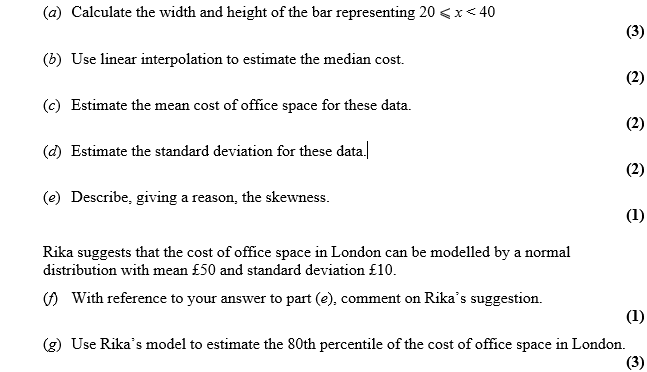 (a) Calculate the width and height of the bar representing 20 ⩽ x < 40
(3)
(b) Use linear interpolation to estimate the median cost.
(2)
(c) Estimate the mean cost of office space for these data.
(2)
(d) Estimate the standard deviation for these data.
(2)
(e) Describe, giving a reason, the skewness.
(1)
Rika suggests that the cost of office space in London can be modelled by a normal
distribution with mean £50 and standard deviation £10.
(f) With reference to your answer to part (e), comment on Rika's suggestion.
(1)
(g) Use Rika's model to estimate the 80th percentile of the cost of office space in London.
(3)